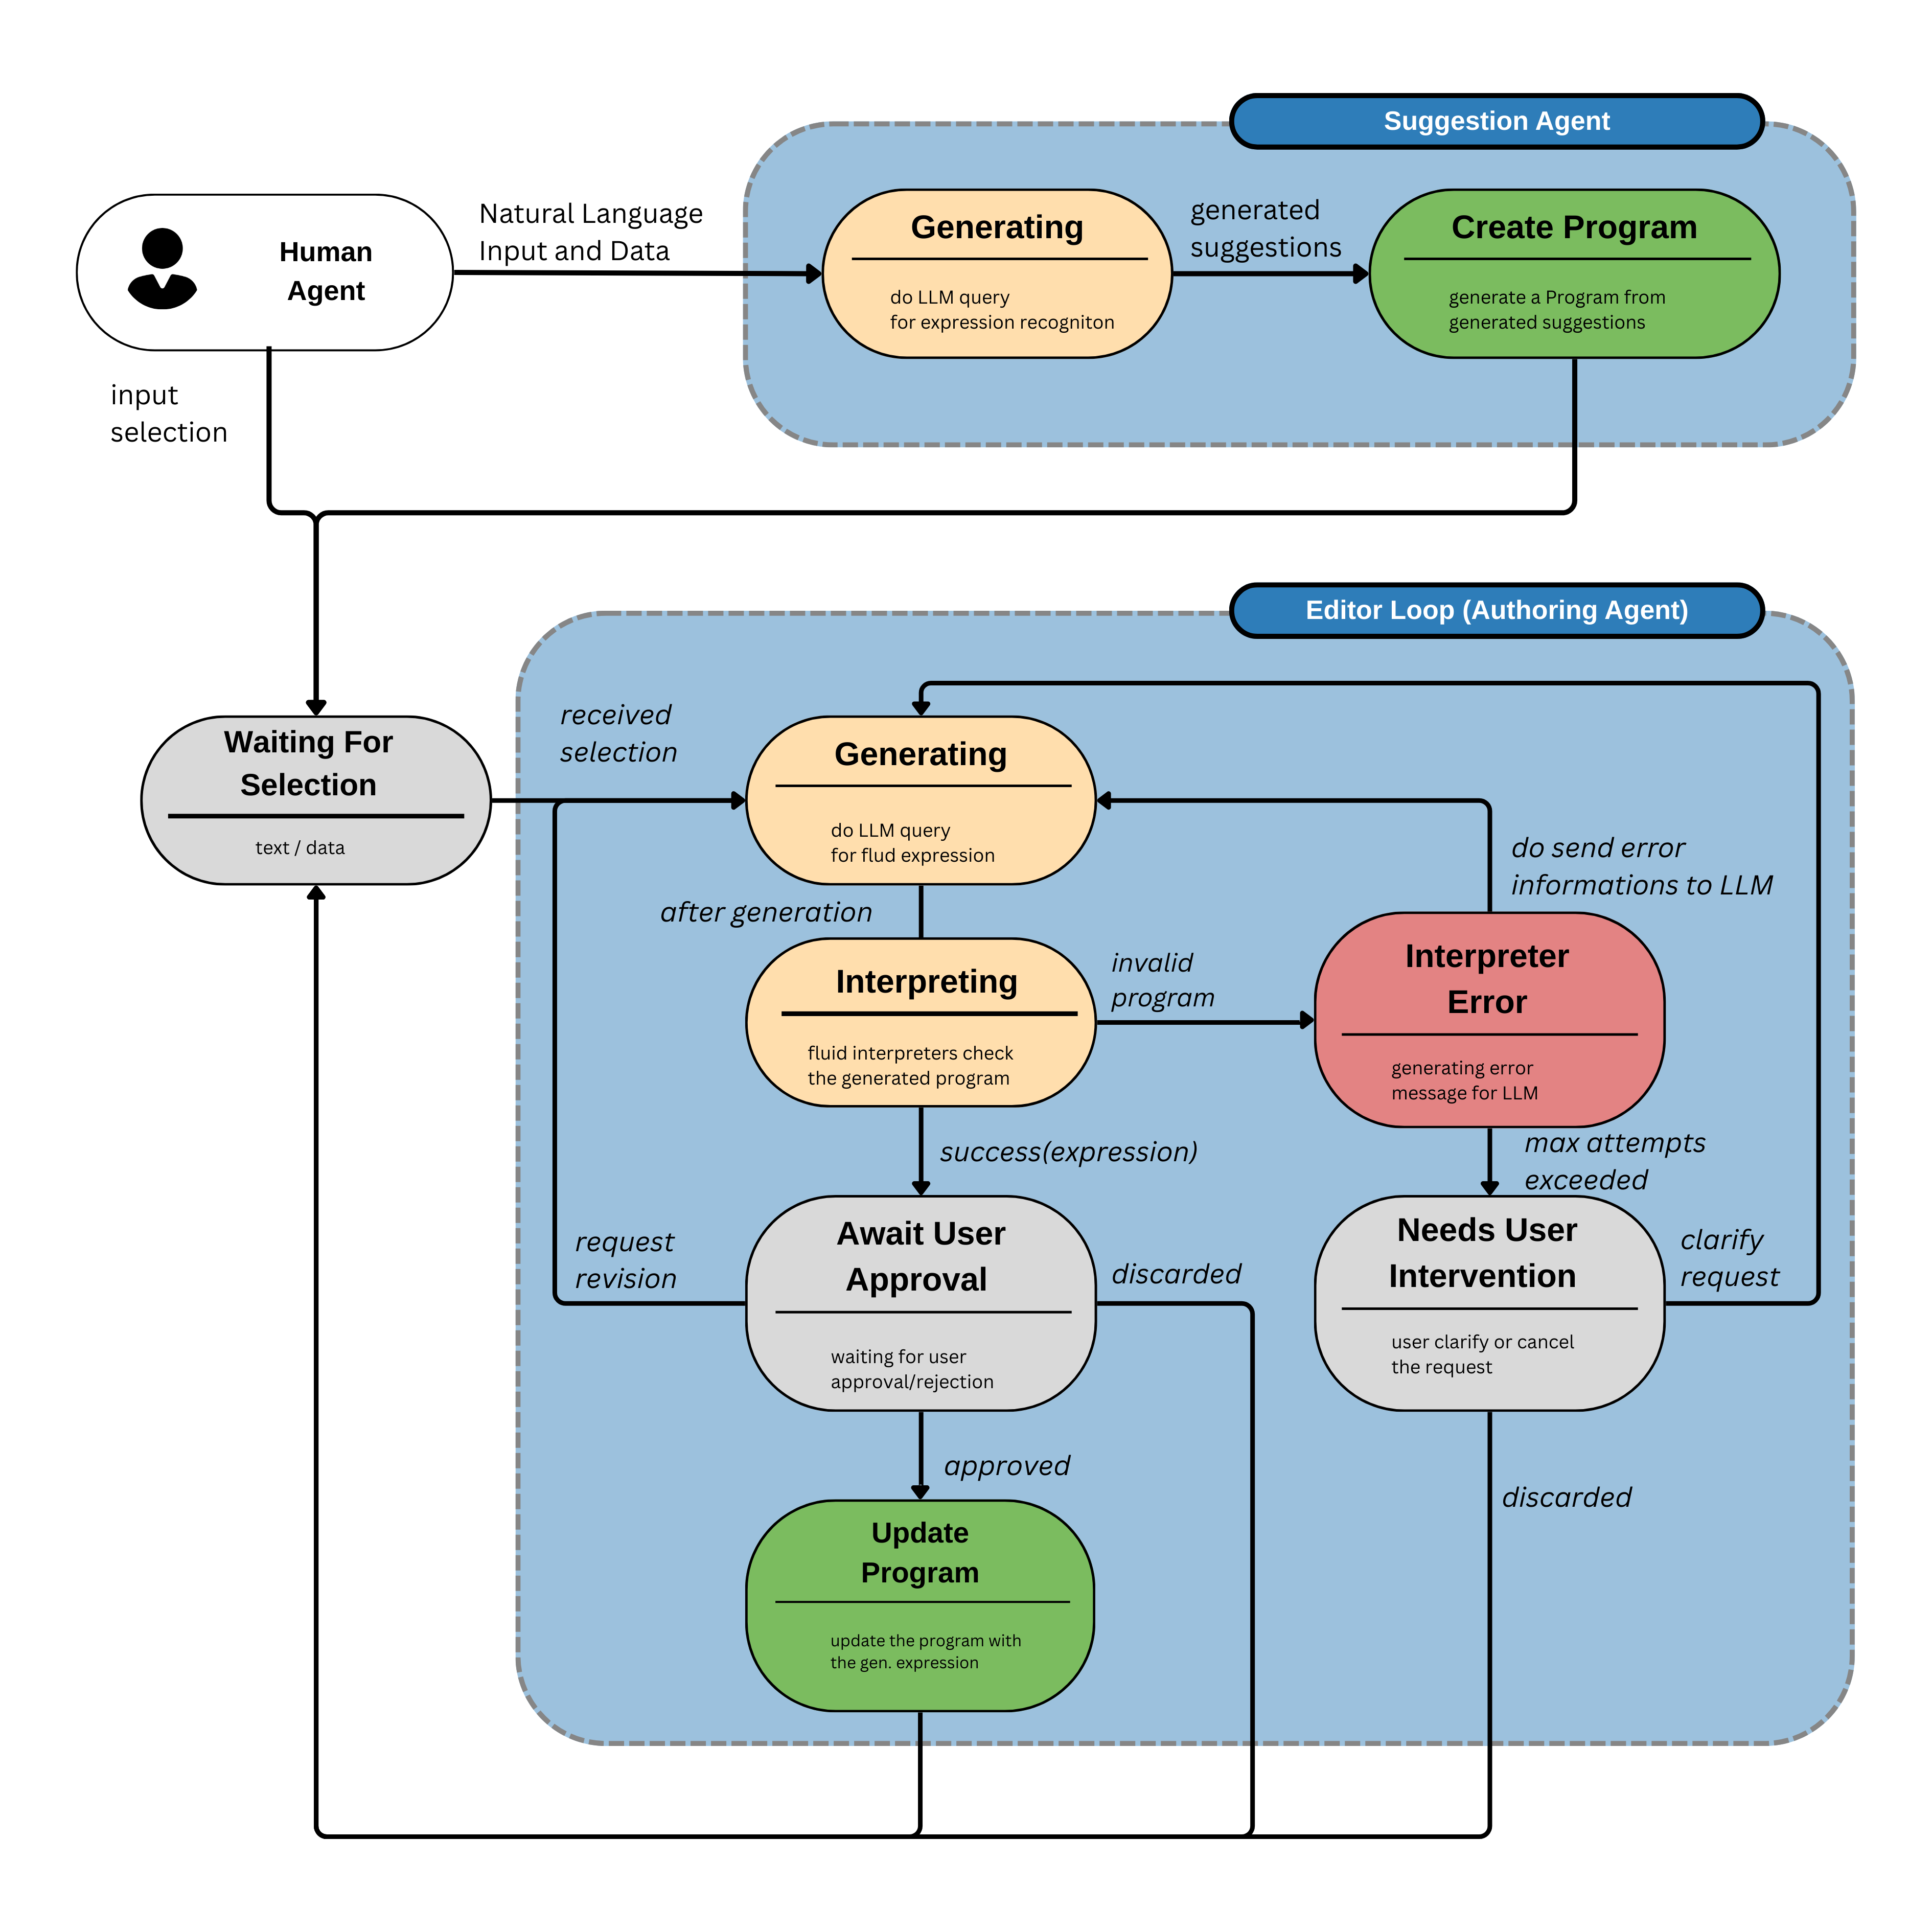 Suggestion Agent
Human
Agent
Natural Language
Input and Data
Generating
do LLM query
for expression recogniton
generated
suggestions
Create Program
generate a Program from
generated suggestions
input
selection
Editor Loop (Authoring Agent)
Waiting For
Selection
text / data
received
selection
Generating
do LLM query
for flud expression
do send error
informations to LLM
after generation
Interpreting
fluid interpreters check
the generated program
invalid
program
Interpreter
Error
generating error
message for LLM
success(expression)
max attempts
exceeded
request
revision
Await User
Approval
waiting for user
approval/rejection
discarded
Needs User
Intervention
user clarify or cancel
the request
clarify
request
approved
discarded
Update
Program
update the program with
the gen. expression